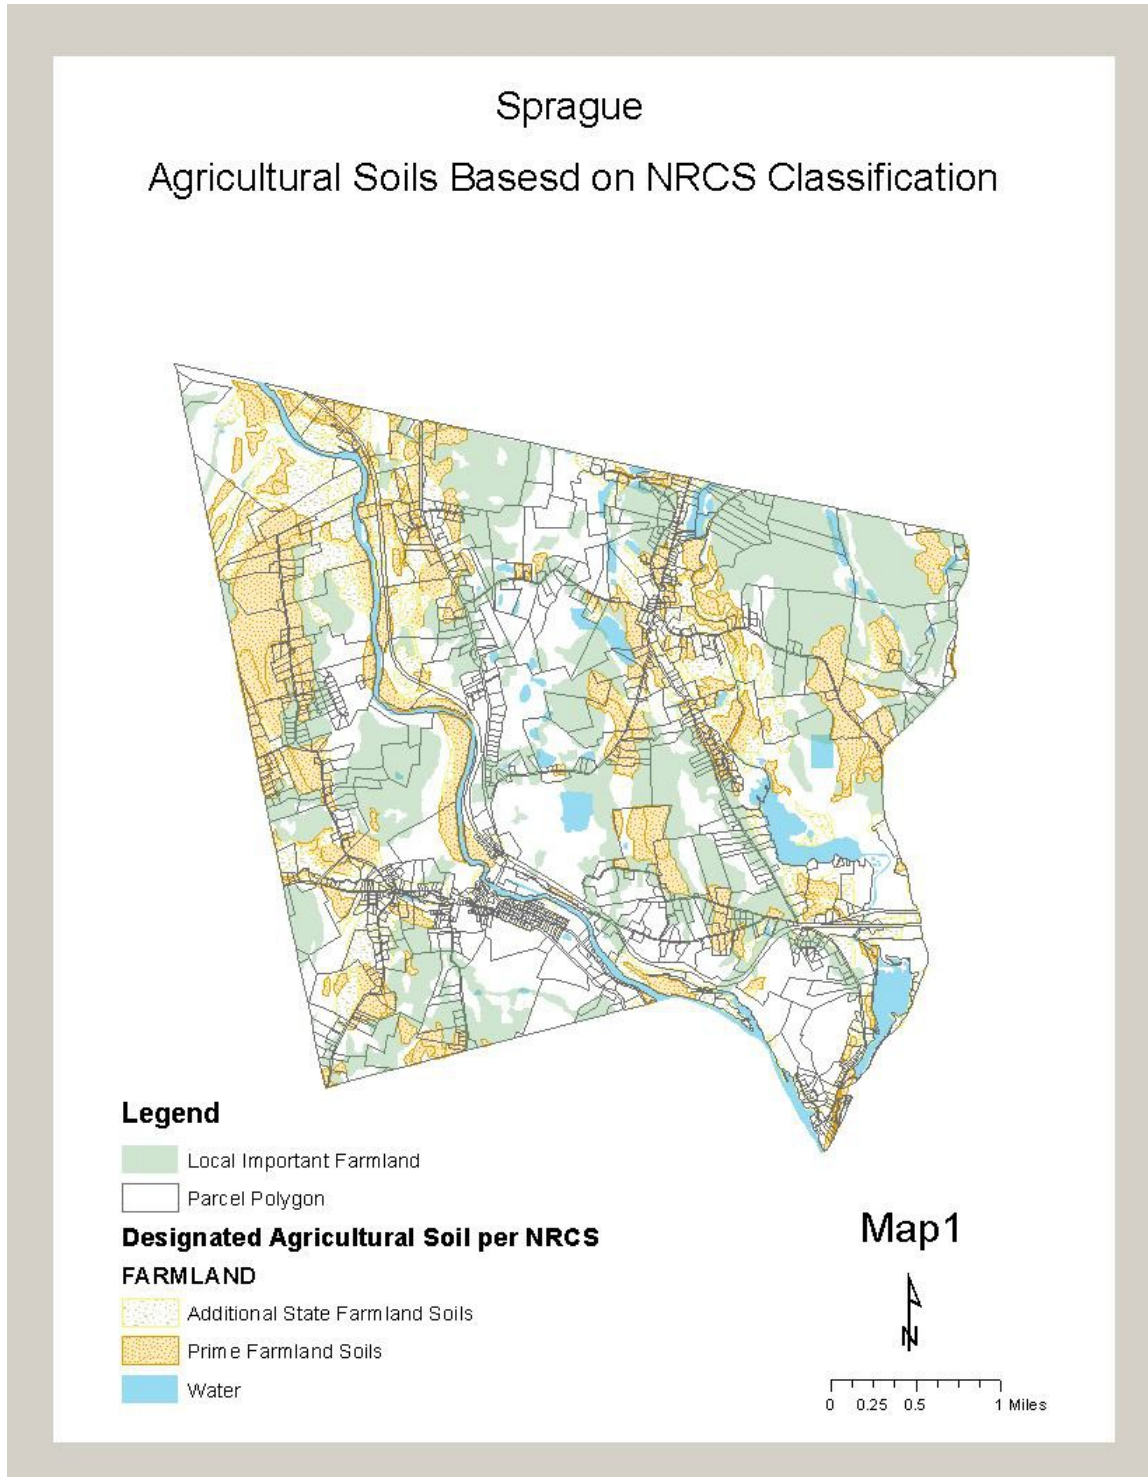 Sprague
Agricultural Soils Basesd on NRCS Classification
Legend
Local Important Farmland
Parcel Polygon
Designated Agricultural Soil per NRCS
FARMLAND
Additional State Farmland Soils
Prime Farmland Soils
Water
Map1
N
0 0.25 0.5 1 Miles